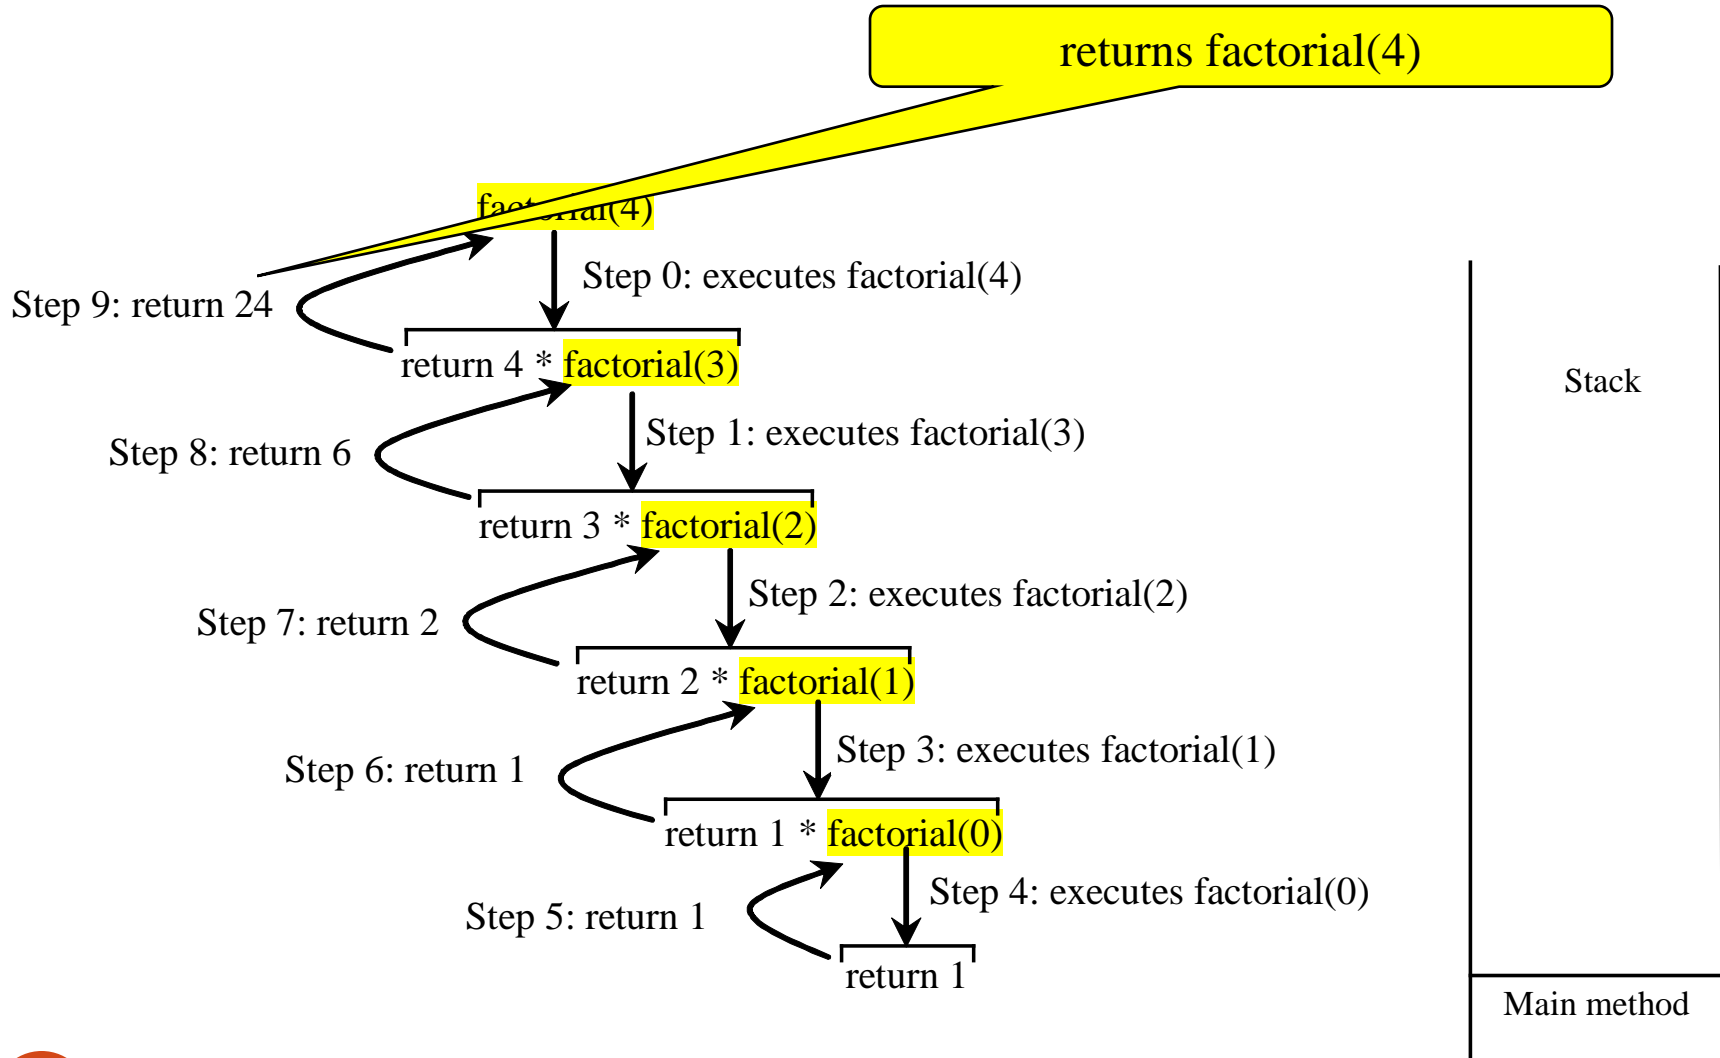 returns factorial(4)
factorial(4)
Step 0: executes factorial(4)
Step 9: return 24
return 4 * factorial(3)
Stack
Step 1: executes factorial(3)
Step 8: return 6
return 3 * factorial(2)
Step 2: executes factorial(2)
Step 7: return 2
return 2 * factorial(1)
Step 3: executes factorial(1)
Step 6: return 1
return 1 * factorial(0)
Step 4: executes factorial(0)
Step 5: return 1
return 1
Main method